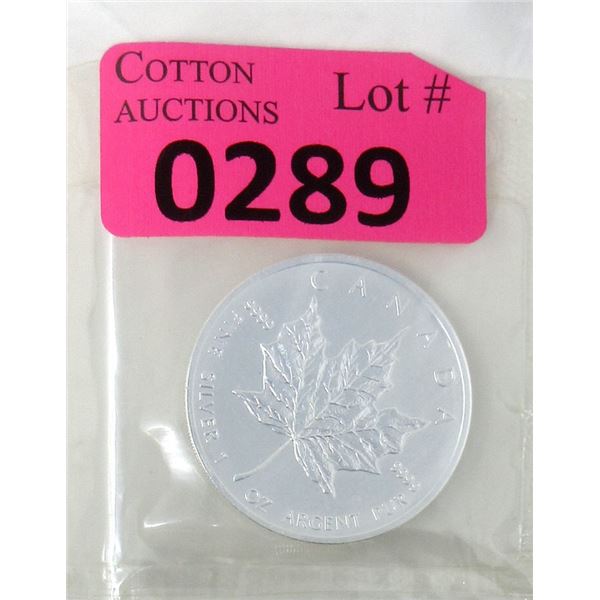 COTTON
AUCTIONS
Lot #
0289
CANADA
9999
FINE SILVER 1 OZ ARGENT PUR
9999